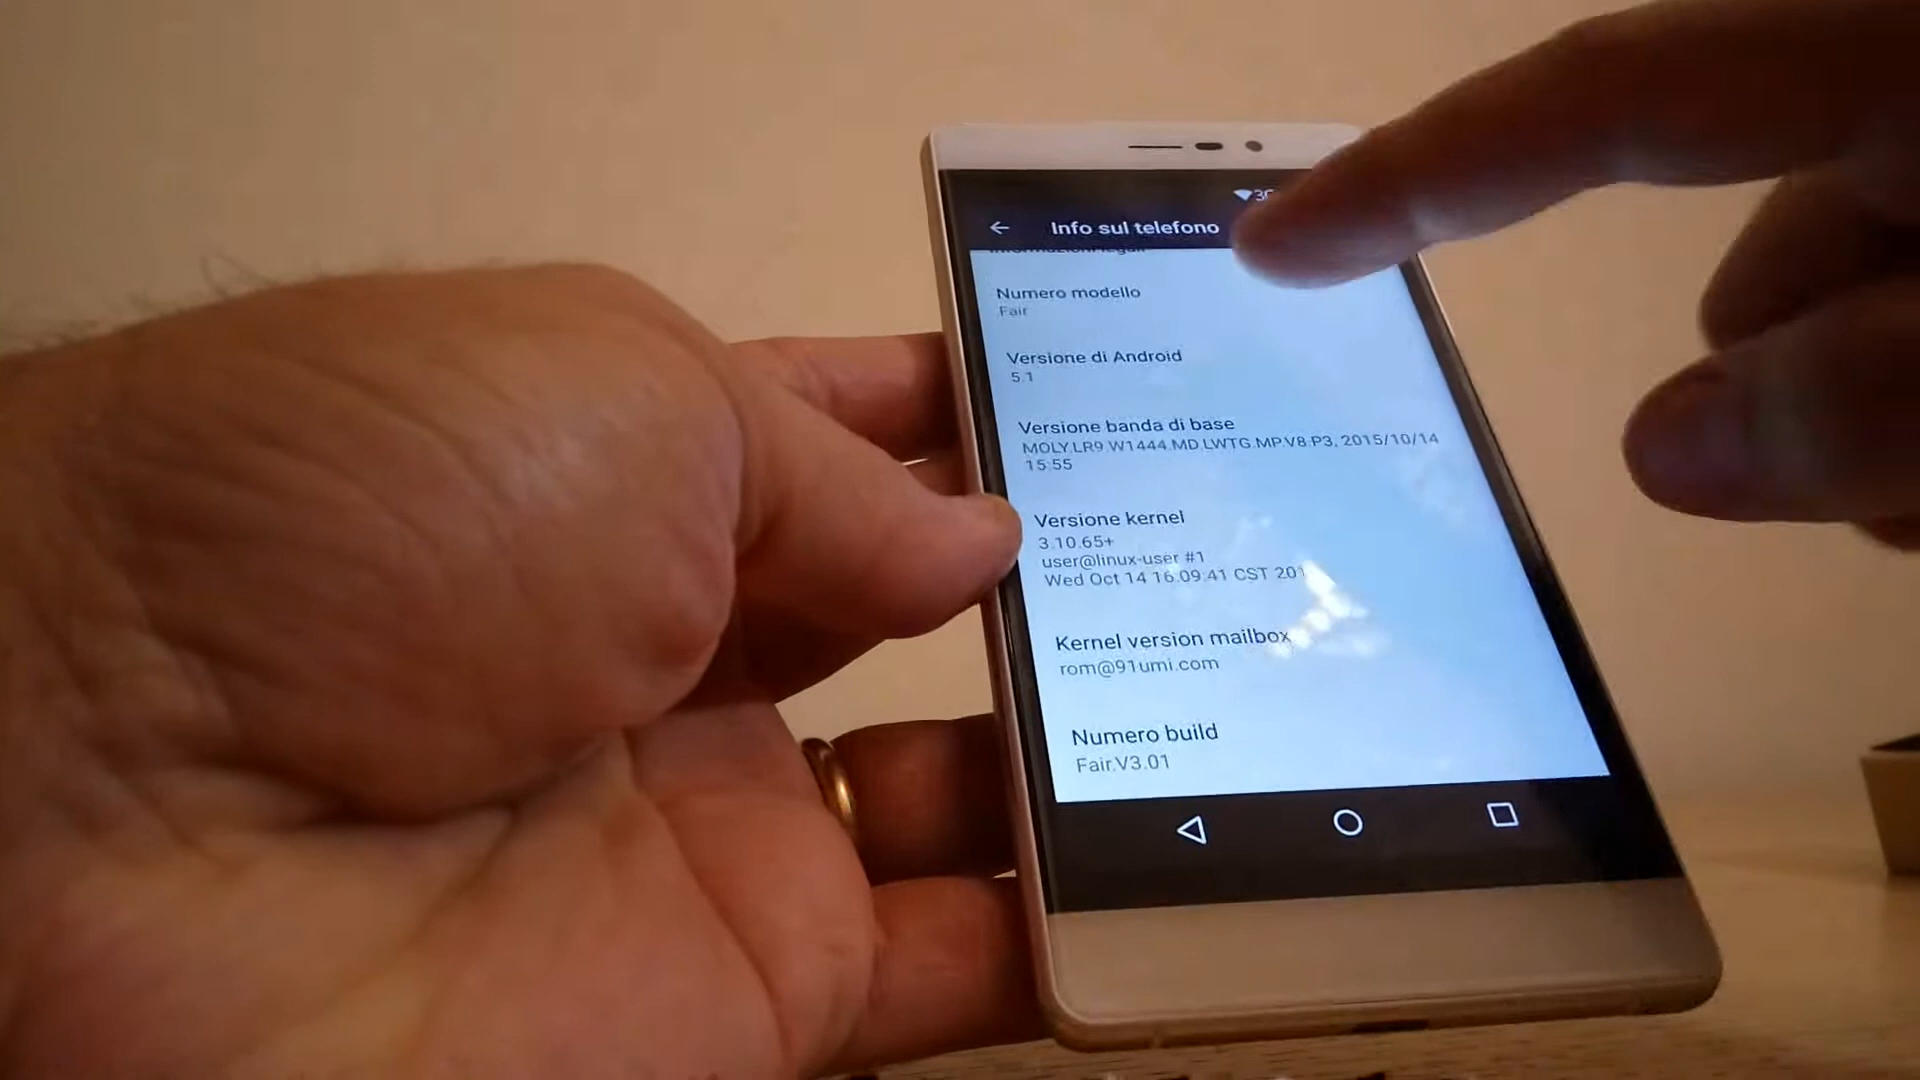 Info sul telefono
Numero modello
Fair
Versione di Android
5.1
Versione banda di base
MOLY.LR9.W1444.MD.LWTG.MP.V8.P3, 2015/10/14
15:55
Versione kernel
3.10.65+
user@linux-user #1
Wed Oct 14 16:09:41 CST 201
Kernel version mailbox
rom@91umi.com
Numero build
Fair.V3.01